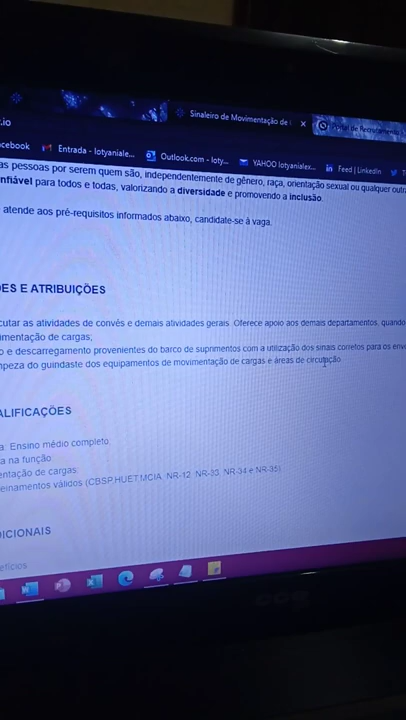 Sinaleiro de Movimentação de
Portal de Recrutamento
.io
cebook Entrada - lotyaniale... Outlook.com - loty... YAHOO lotyanialex... Feed | LinkedIn T
as pessoas por serem quem são, independentemente de gênero, raça, orientação sexual ou qualquer outra
nfiável para todos e todas, valorizando a diversidade e promovendo a inclusão.
atende aos pré-requisitos informados abaixo, candidate-se à vaga.
ES E ATRIBUIÇÕES
cutar as atividades de convés e demais atividades gerais. Oferece apoio aos demais departamentos, quando
imentação de cargas;
o e descarregamento provenientes do barco de suprimentos com a utilização dos sinais corretos para os env
mpeza do guindaste dos equipamentos de movimentação de cargas e áreas de circulação.
ALIFICAÇÕES
a: Ensino médio completo;
a na função;
entação de cargas;
einamentos válidos (CBSP,HUET,MCIA, NR-12, NR-33, NR-34 e NR-35)
DICIONAIS
efícios